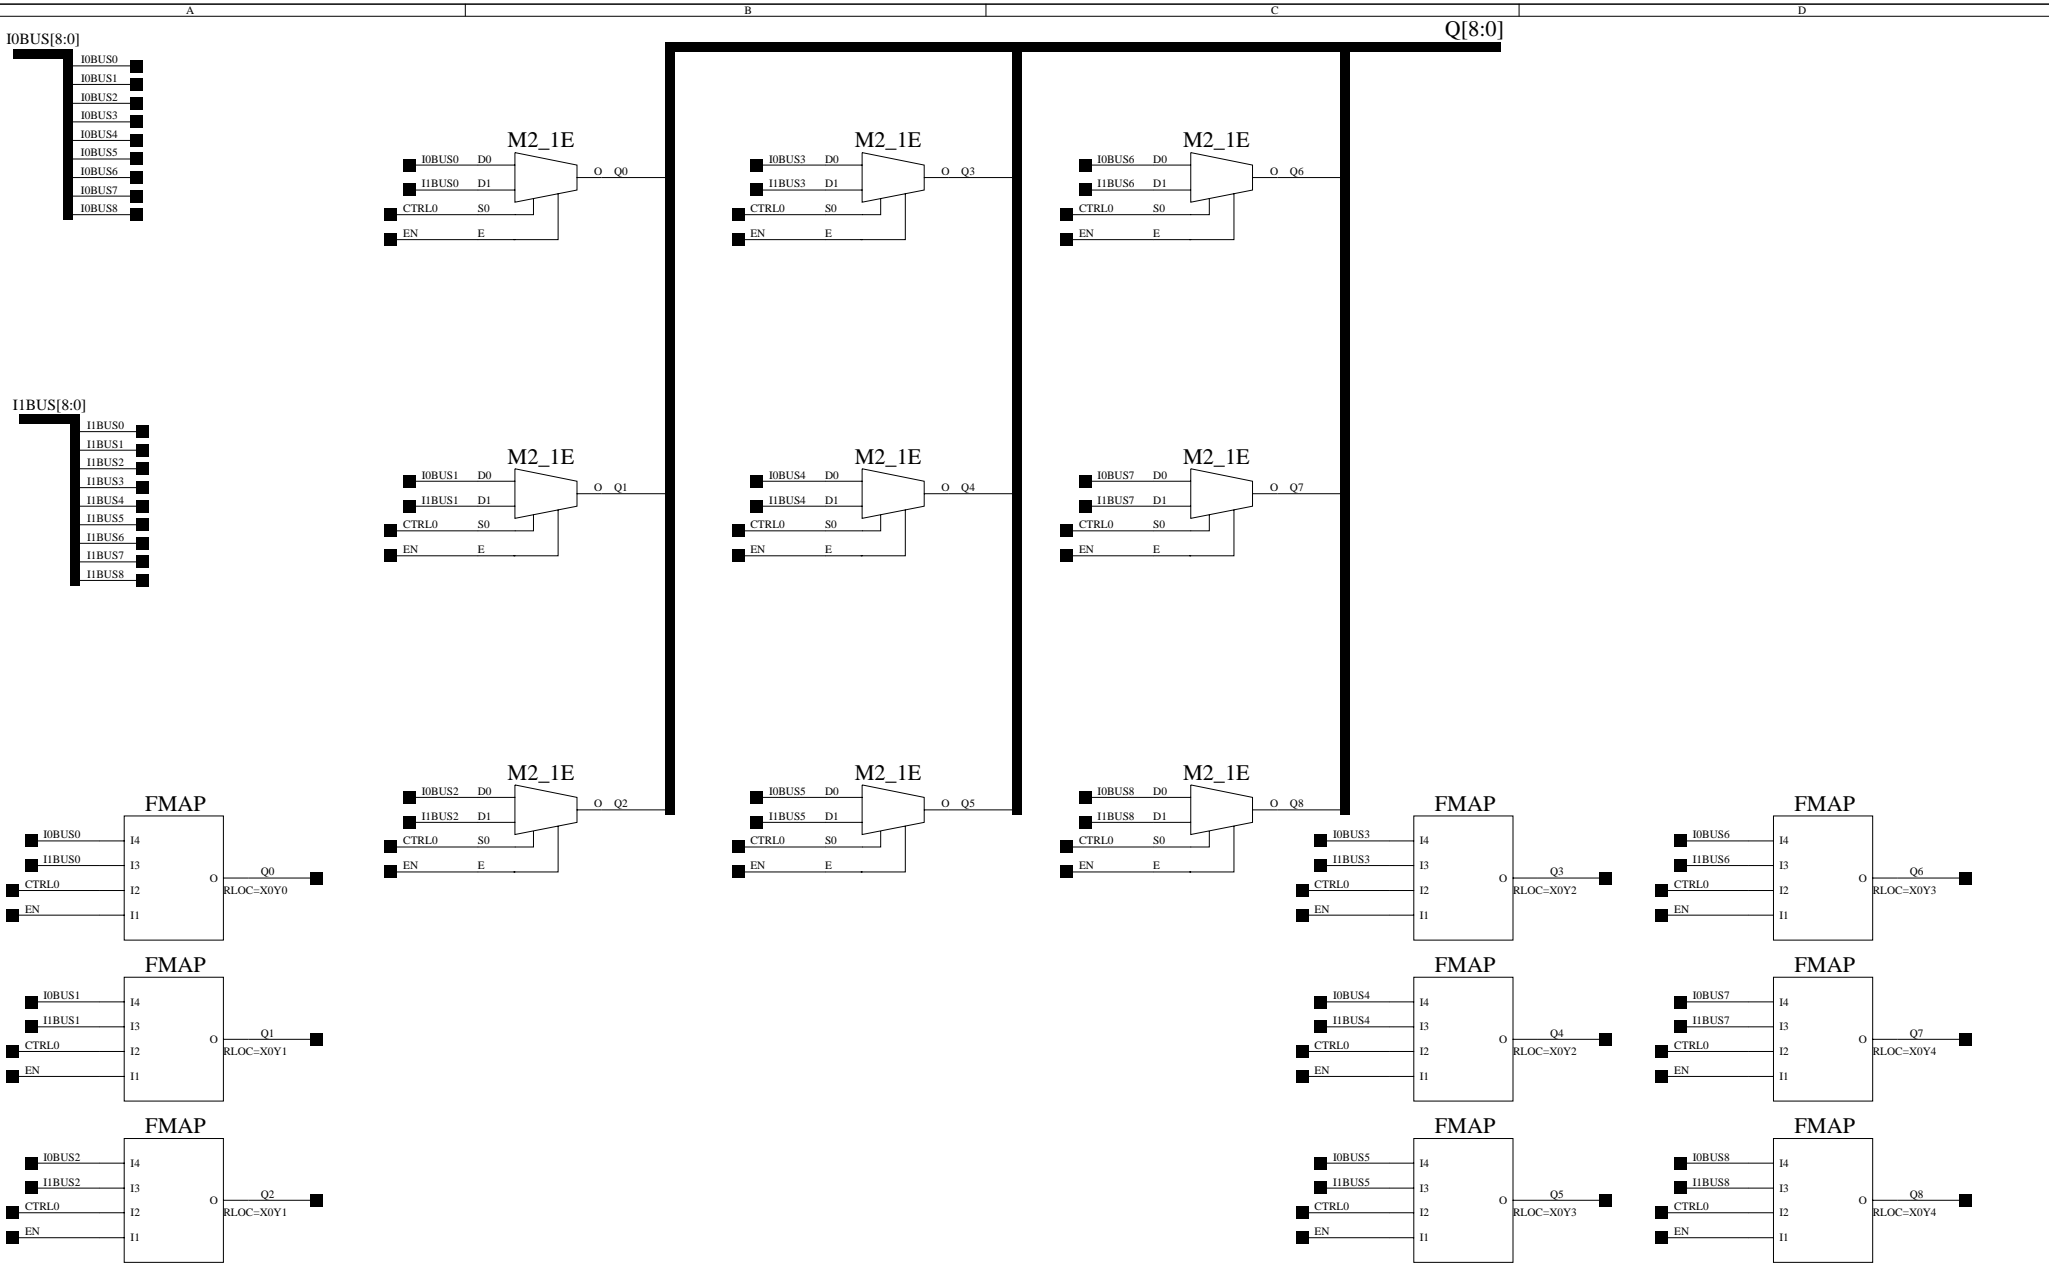 A
B
C
D
I0BUS[8:0]
I0BUS0
I0BUS1
I0BUS2
I0BUS3
I0BUS4
I0BUS5
I0BUS6
I0BUS7
I0BUS8
I1BUS[8:0]
I1BUS0
I1BUS1
I1BUS2
I1BUS3
I1BUS4
I1BUS5
I1BUS6
I1BUS7
I1BUS8
Q[8:0]
M2_1E
I0BUS0 D0
I1BUS0 D1
CTRL0 S0
EN E
O Q0
M2_1E
I0BUS3 D0
I1BUS3 D1
CTRL0 S0
EN E
O Q3
M2_1E
I0BUS6 D0
I1BUS6 D1
CTRL0 S0
EN E
O Q6
M2_1E
I0BUS1 D0
I1BUS1 D1
CTRL0 S0
EN E
O Q1
M2_1E
I0BUS4 D0
I1BUS4 D1
CTRL0 S0
EN E
O Q4
M2_1E
I0BUS7 D0
I1BUS7 D1
CTRL0 S0
EN E
O Q7
M2_1E
I0BUS2 D0
I1BUS2 D1
CTRL0 S0
EN E
O Q2
M2_1E
I0BUS5 D0
I1BUS5 D1
CTRL0 S0
EN E
O Q5
M2_1E
I0BUS8 D0
I1BUS8 D1
CTRL0 S0
EN E
O Q8
FMAP
I0BUS0 I4
I1BUS0 I3
CTRL0 I2
EN I1
O Q0
RLOC=X0Y0
FMAP
I0BUS1 I4
I1BUS1 I3
CTRL0 I2
EN I1
O Q1
RLOC=X0Y1
FMAP
I0BUS2 I4
I1BUS2 I3
CTRL0 I2
EN I1
O Q2
RLOC=X0Y1
FMAP
I0BUS3 I4
I1BUS3 I3
CTRL0 I2
EN I1
O Q3
RLOC=X0Y2
FMAP
I0BUS4 I4
I1BUS4 I3
CTRL0 I2
EN I1
O Q4
RLOC=X0Y2
FMAP
I0BUS5 I4
I1BUS5 I3
CTRL0 I2
EN I1
O Q5
RLOC=X0Y3
FMAP
I0BUS6 I4
I1BUS6 I3
CTRL0 I2
EN I1
O Q6
RLOC=X0Y3
FMAP
I0BUS7 I4
I1BUS7 I3
CTRL0 I2
EN I1
O Q7
RLOC=X0Y4
FMAP
I0BUS8 I4
I1BUS8 I3
CTRL0 I2
EN I1
O Q8
RLOC=X0Y4